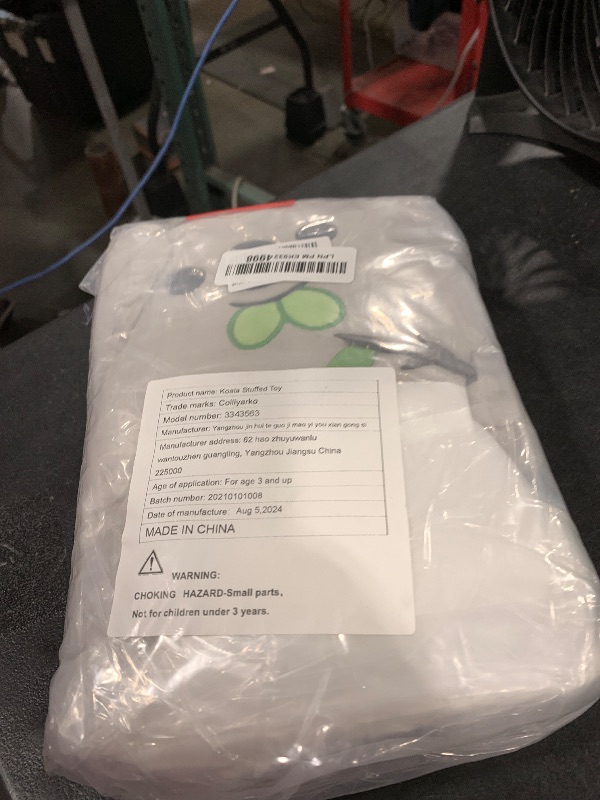 LPN PM EK9324998
Product name: Koala Stuffed Toy
Trade marks: Colliyarko
Model number: 3343563
Manufacturer: Yangzhou jin hui te guo ji mao yi you xian gong si
Manufacturer address: 62 hao zhuyuwanlu
wantouzhen guangling, Yangzhou Jiangsu China
225000
Age of application: For age 3 and up
Batch number: 20210101008
Date of manufacture: Aug 5,2024
MADE IN CHINA
WARNING:
CHOKING HAZARD-Small parts.
Not for children under 3 years.